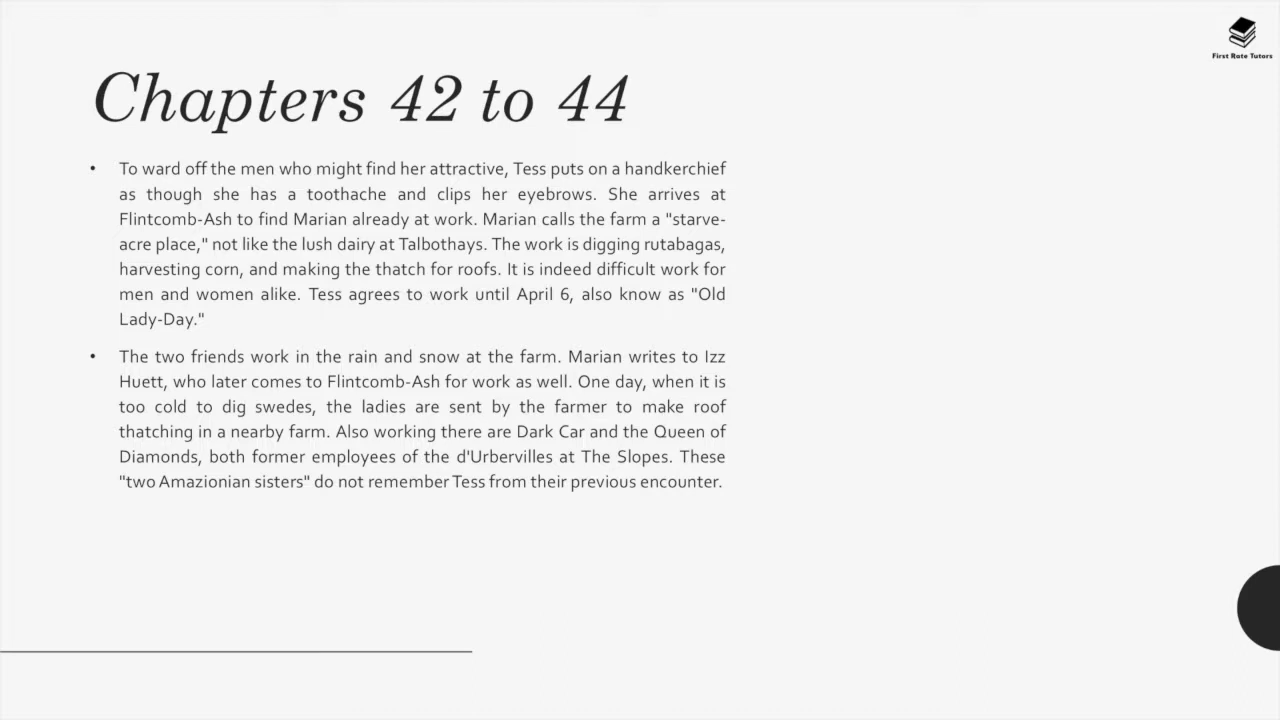 First Rate Tutors
Chapters 42 to 44
• To ward off the men who might find her attractive, Tess puts on a handkerchief
as though she has a toothache and clips her eyebrows. She arrives at
Flintcomb-Ash to find Marian already at work. Marian calls the farm a "starve-
acre place," not like the lush dairy at Talbothays. The work is digging rutabagas,
harvesting corn, and making the thatch for roofs. It is indeed difficult work for
men and women alike. Tess agrees to work until April 6, also know as "Old
Lady-Day."
• The two friends work in the rain and snow at the farm. Marian writes to Izz
Huett, who later comes to Flintcomb-Ash for work as well. One day, when it is
too cold to dig swedes, the ladies are sent by the farmer to make roof
thatching in a nearby farm. Also working there are Dark Car and the Queen of
Diamonds, both former employees of the d'Urbervilles at The Slopes. These
"two Amazionian sisters" do not remember Tess from their previous encounter.